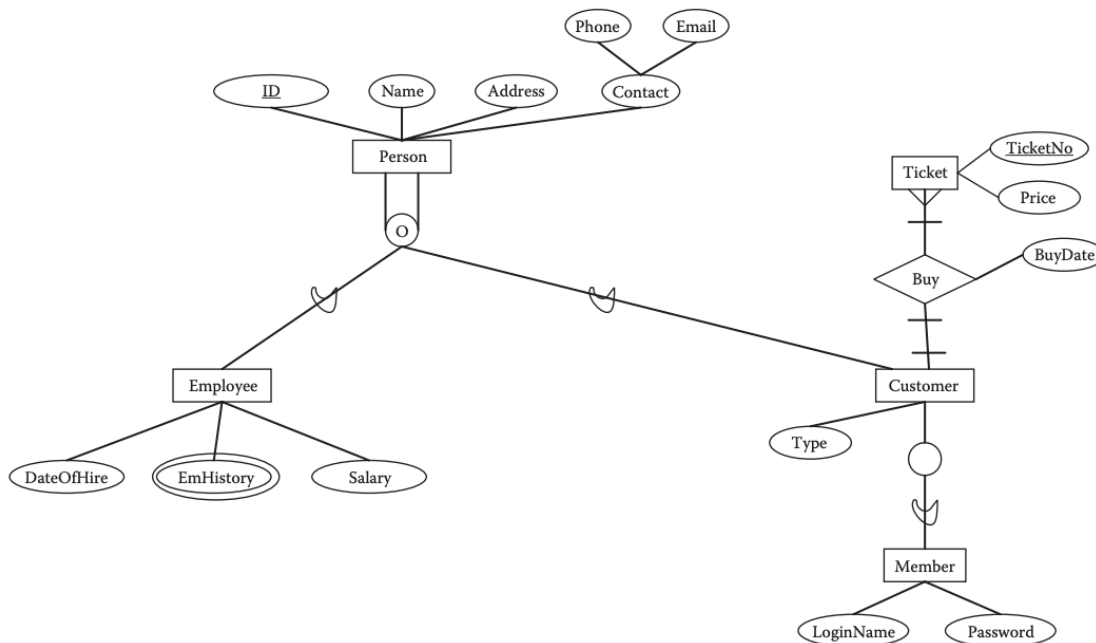 Phone
Email
ID
Name
Address
Contact
Person
TicketNo
Ticket
Price
O
BuyDate
Buy
Employee
Customer
Type
DateOfHire
EmHistory
Salary
Member
LoginName
Password